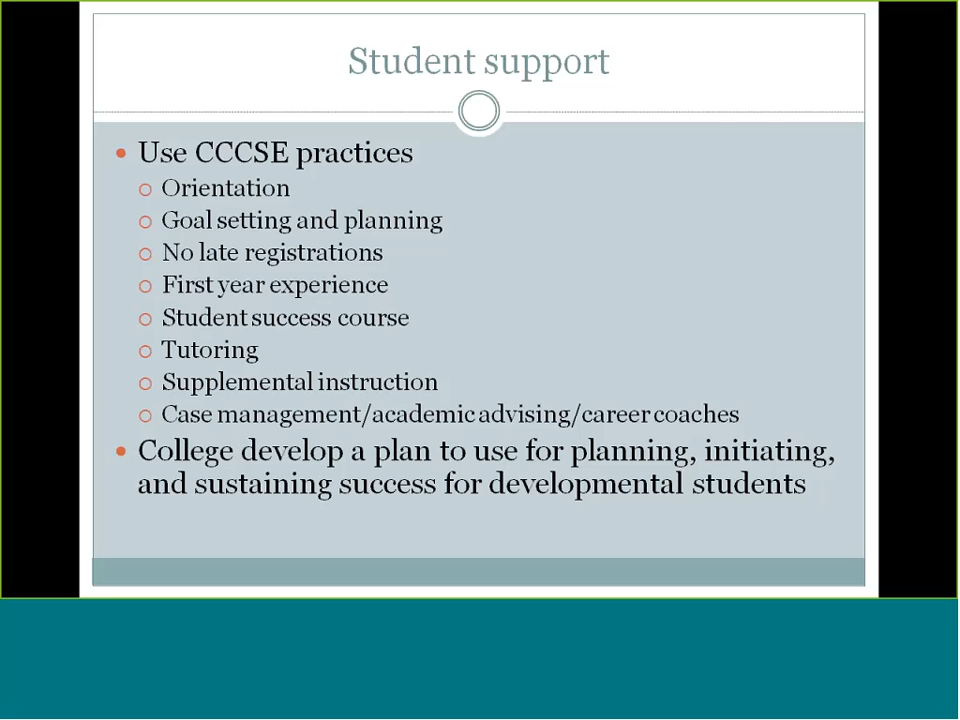 Student support
Use CCCSE practices
Orientation
Goal setting and planning
No late registrations
First year experience
Student success course
Tutoring
Supplemental instruction
Case management/academic advising/career coaches
College develop a plan to use for planning, initiating,
and sustaining success for developmental students